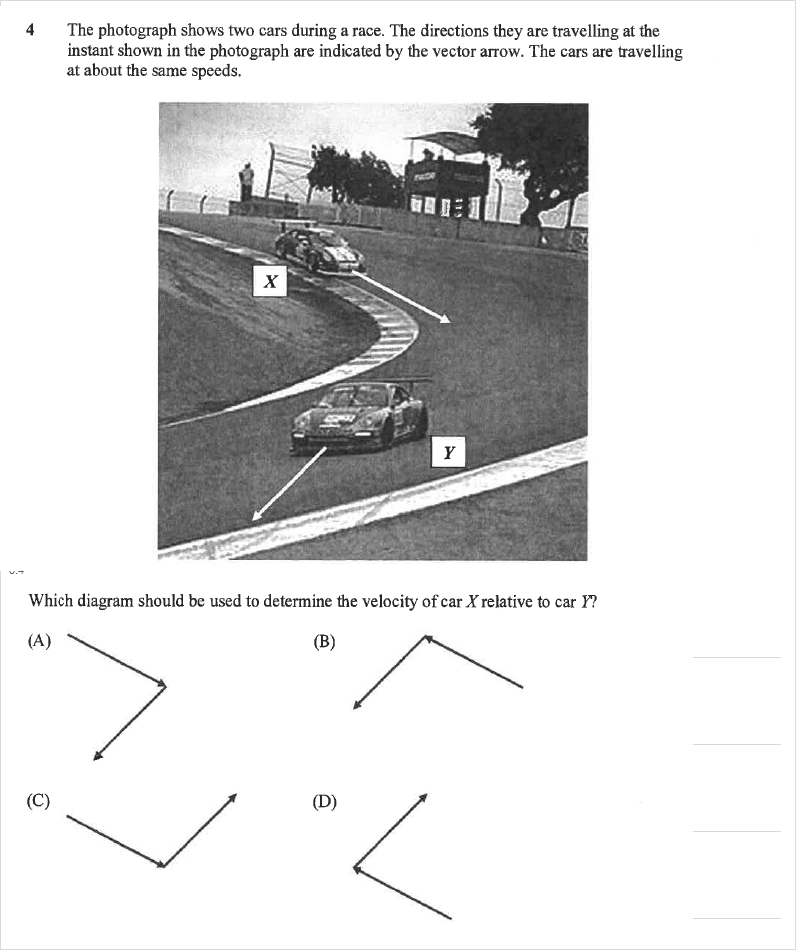 4 The photograph shows two cars during a race. The directions they are travelling at the
instant shown in the photograph are indicated by the vector arrow. The cars are travelling
at about the same speeds.
X
Y
Which diagram should be used to determine the velocity of car X relative to car Y?
(A) (B)
(C) (D)